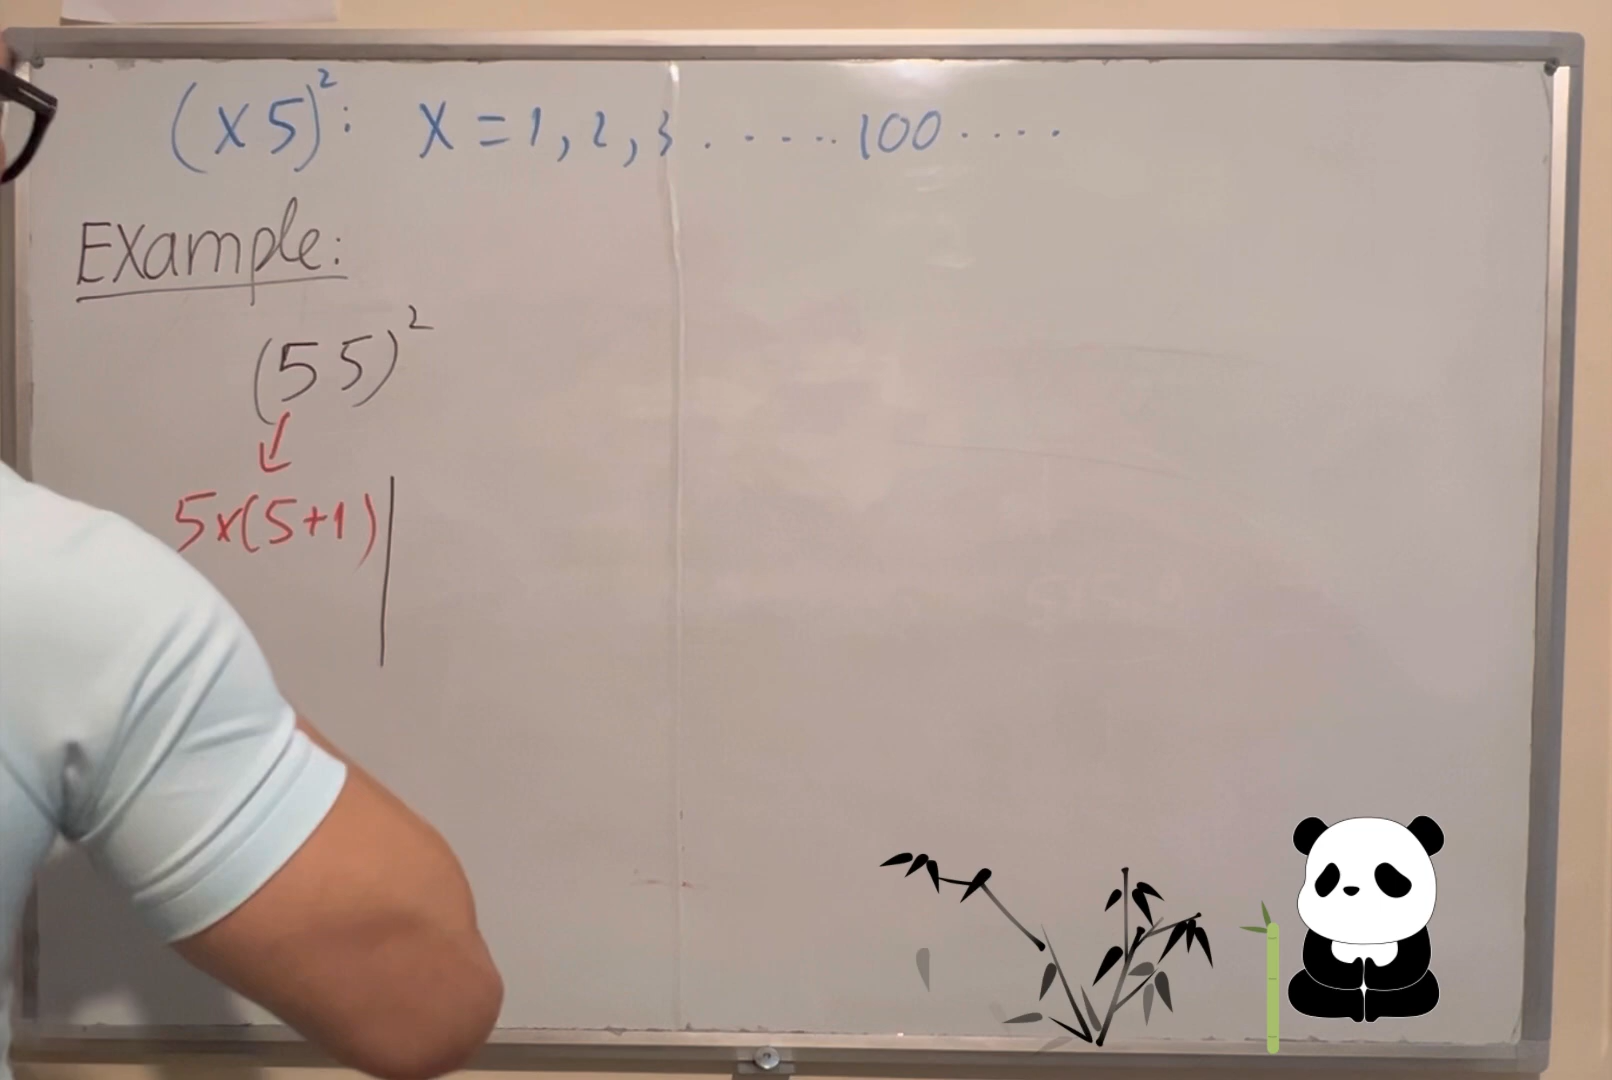 (x5)²: X = 1, 2, 3 . . . . . . 100 . . . .
Example:
(55)²
5x(5+1)